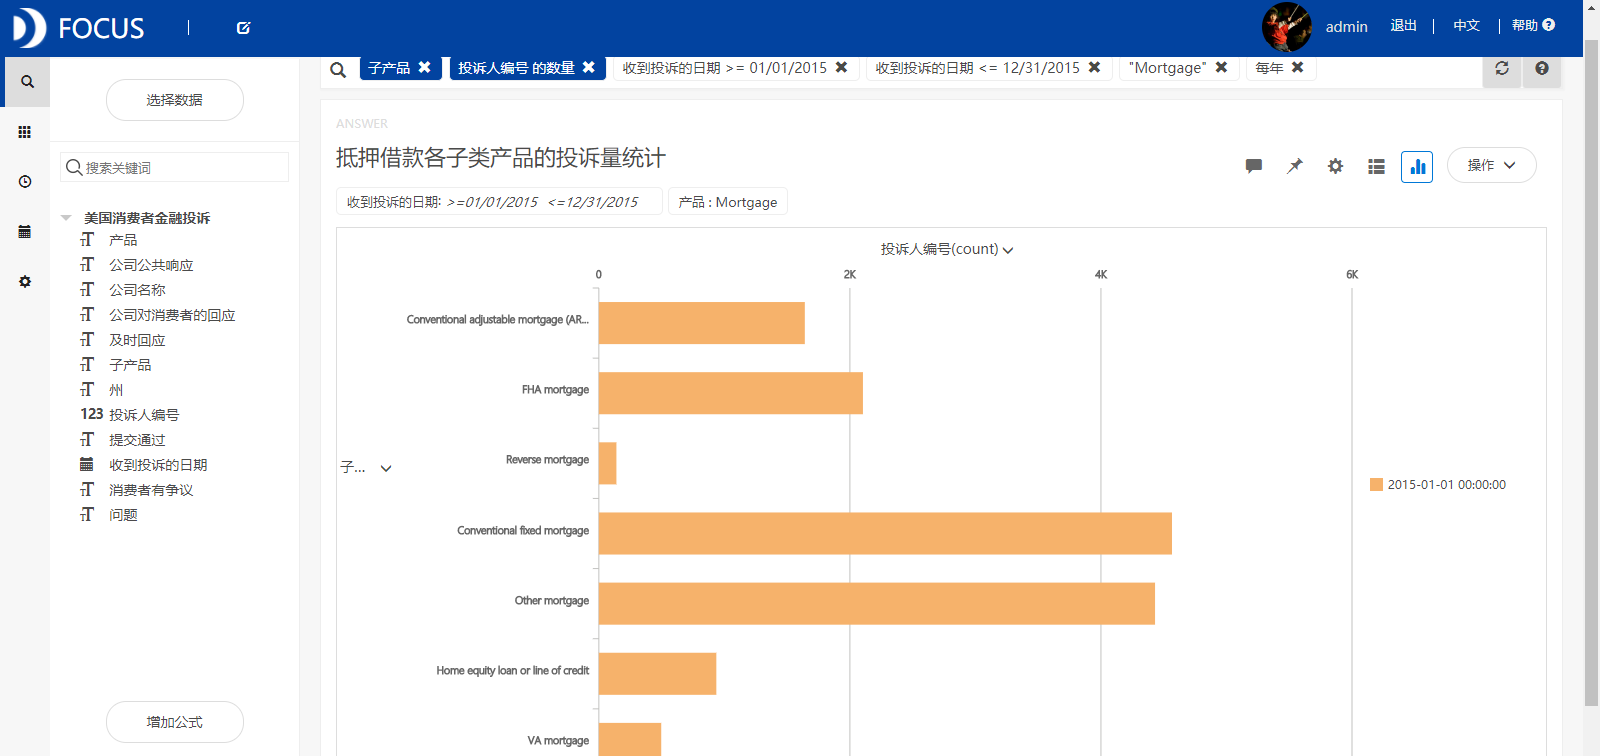 FOCUS
admin 退出 中文 帮助
子产品 投诉人编号 的数量 收到投诉的日期 >= 01/01/2015 收到投诉的日期 <= 12/31/2015 "Mortgage" 每年
选择数据
搜索关键词
美国消费者金融投诉
产品
公司公共响应
公司名称
公司对消费者的回应
及时回应
子产品
州
123 投诉人编号
提交通过
收到投诉的日期
消费者有争议
问题
增加公式
ANSWER
抵押借款各子类产品的投诉量统计
操作
收到投诉的日期: >=01/01/2015 <=12/31/2015 产品 : Mortgage
投诉人编号(count)
0 2K 4K 6K
Conventional adjustable mortgage (AR...
FHA mortgage
Reverse mortgage
子...
Conventional fixed mortgage
Other mortgage
Home equity loan or line of credit
VA mortgage
2015-01-01 00:00:00